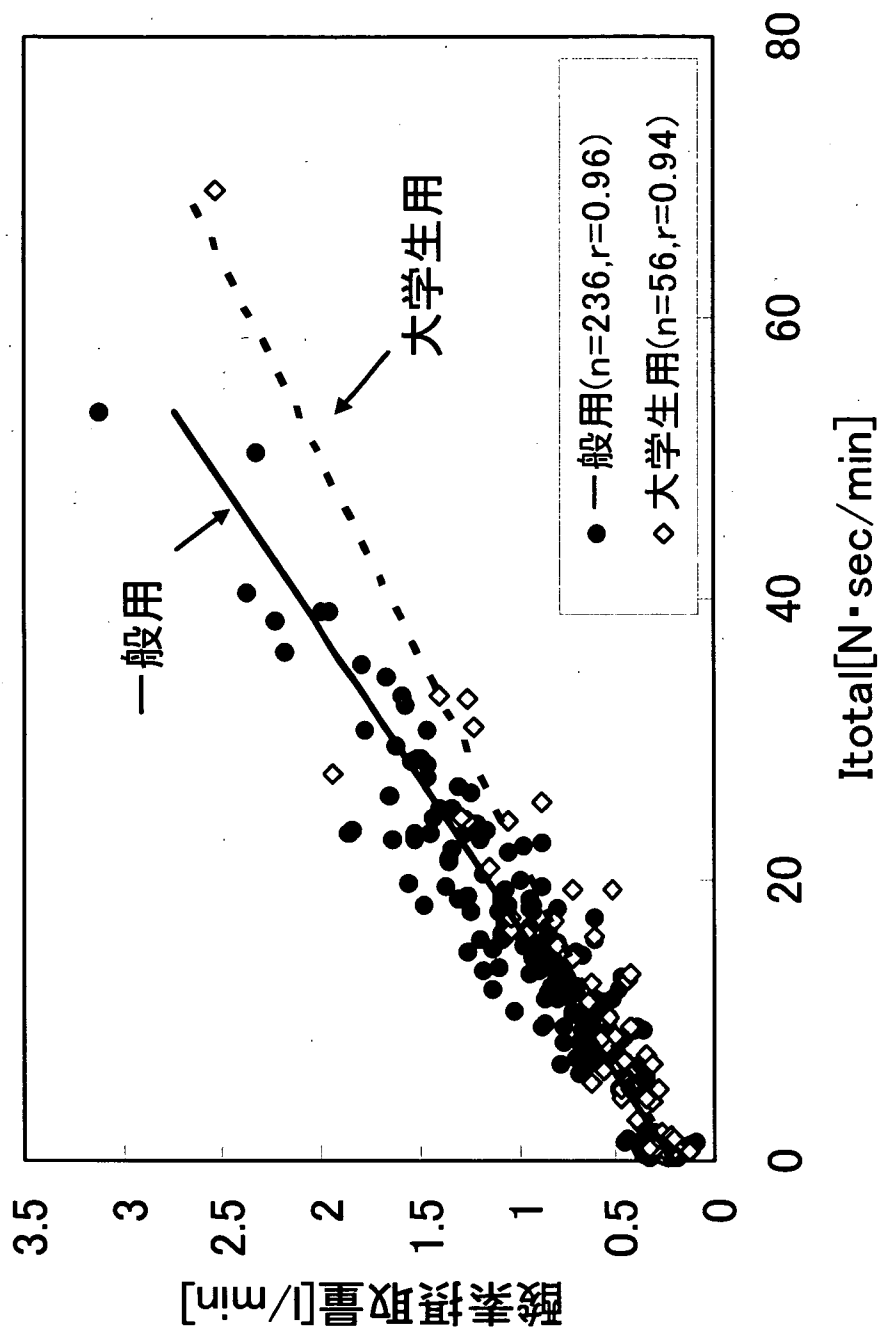 酸素摂取量[l/min]
3.5
3
2.5
2
1.5
1
0.5
0
0
20
40
60
80
Itotal[N・sec/min]
一般用
大学生用
●一般用(n=236,r=0.96)
◇大学生用(n=56,r=0.94)